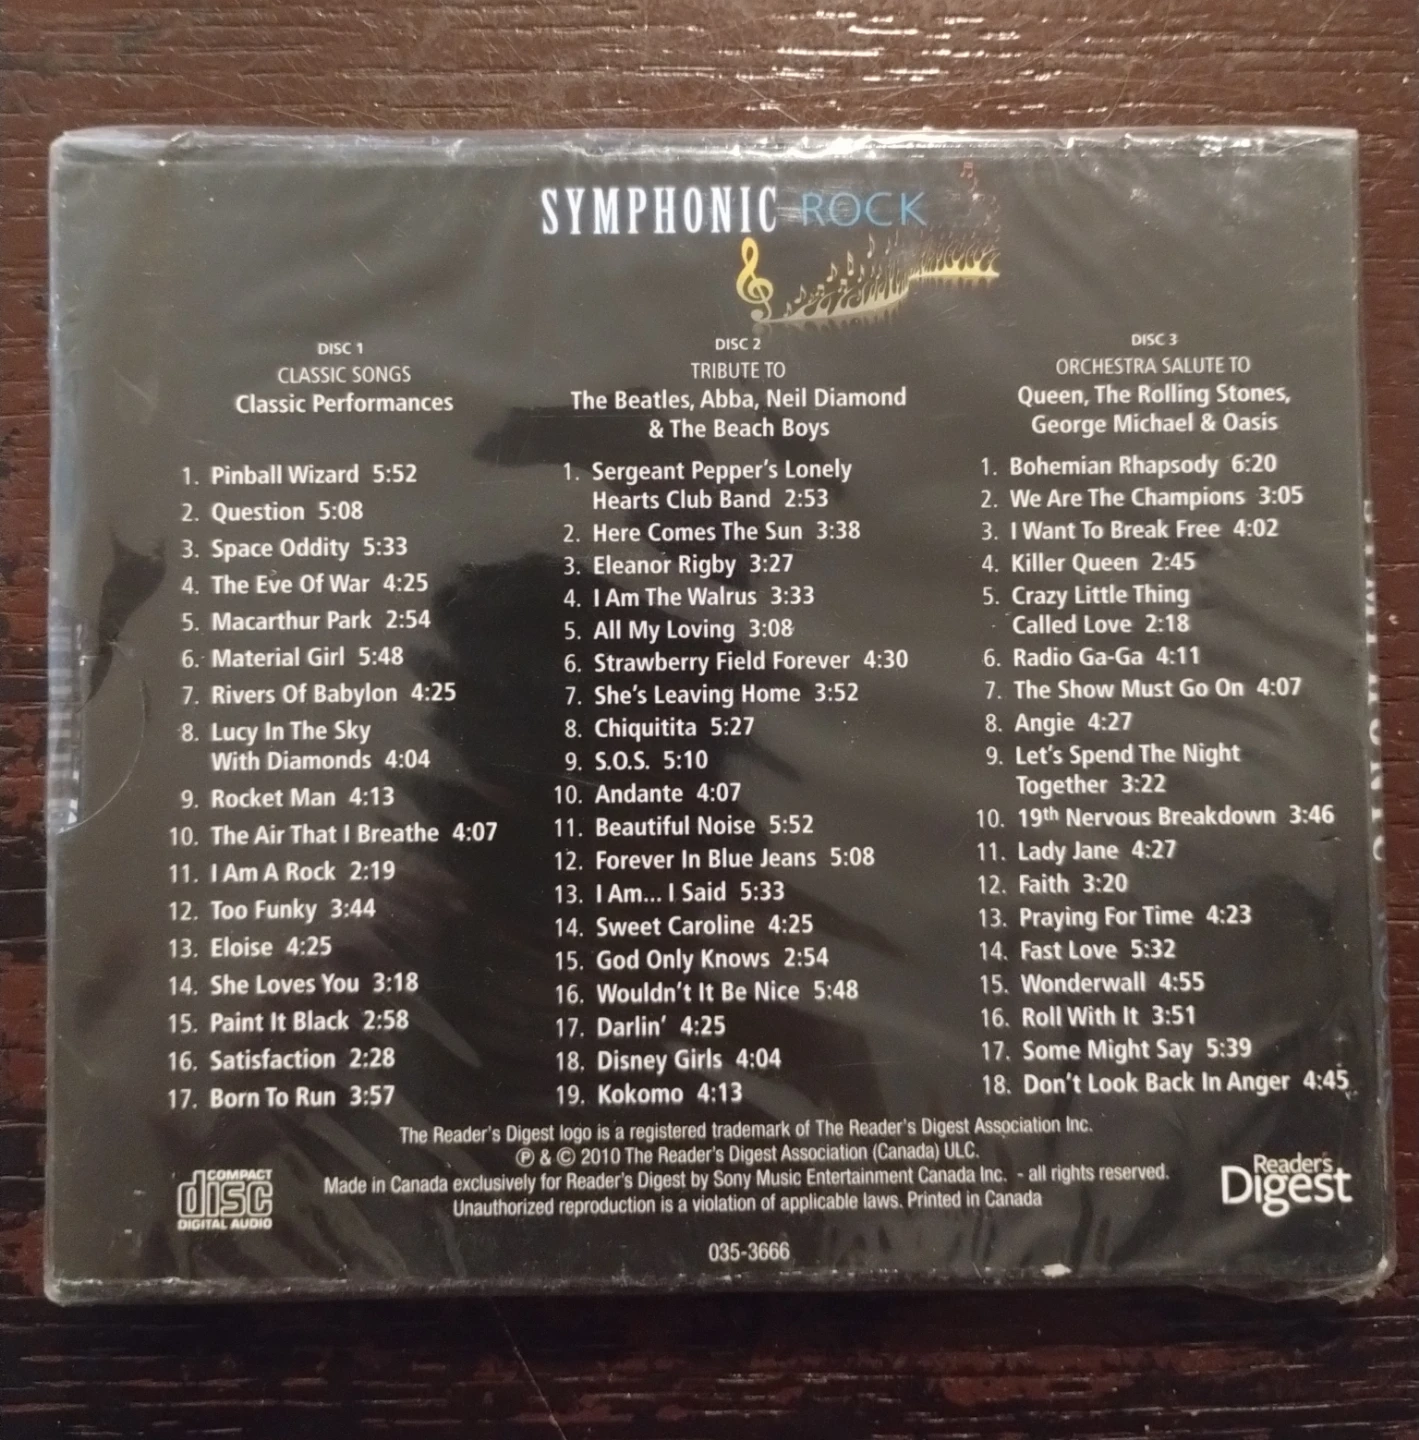 SYMPHONIC ROCK
DISC 1
CLASSIC SONGS
Classic Performances
1. Pinball Wizard 5:52
2. Question 5:08
3. Space Oddity 5:33
4. The Eve Of War 4:25
5. Macarthur Park 2:54
6. Material Girl 5:48
7. Rivers Of Babylon 4:25
8. Lucy In The Sky
With Diamonds 4:04
9. Rocket Man 4:13
10. The Air That I Breathe 4:07
11. I Am A Rock 2:19
12. Too Funky 3:44
13. Eloise 4:25
14. She Loves You 3:18
15. Paint It Black 2:58
16. Satisfaction 2:28
17. Born To Run 3:57
DISC 2
TRIBUTE TO
The Beatles, Abba, Neil Diamond
& The Beach Boys
1. Sergeant Pepper's Lonely
Hearts Club Band 2:53
2. Here Comes The Sun 3:38
3. Eleanor Rigby 3:27
4. I Am The Walrus 3:33
5. All My Loving 3:08
6. Strawberry Field Forever 4:30
7. She's Leaving Home 3:52
8. Chiquitita 5:27
9. S.O.S. 5:10
10. Andante 4:07
11. Beautiful Noise 5:52
12. Forever In Blue Jeans 5:08
13. I Am... I Said 5:33
14. Sweet Caroline 4:25
15. God Only Knows 2:54
16. Wouldn't It Be Nice 5:48
17. Darlin' 4:25
18. Disney Girls 4:04
19. Kokomo 4:13
DISC 3
ORCHESTRA SALUTE TO
Queen, The Rolling Stones,
George Michael & Oasis
1. Bohemian Rhapsody 6:20
2. We Are The Champions 3:05
3. I Want To Break Free 4:02
4. Killer Queen 2:45
5. Crazy Little Thing
Called Love 2:18
6. Radio Ga-Ga 4:11
7. The Show Must Go On 4:07
8. Angie 4:27
9. Let's Spend The Night
Together 3:22
10. 19th Nervous Breakdown 3:46
11. Lady Jane 4:27
12. Faith 3:20
13. Praying For Time 4:23
14. Fast Love 5:32
15. Wonderwall 4:55
16. Roll With It 3:51
17. Some Might Say 5:39
18. Don't Look Back In Anger 4:45
The Reader's Digest logo is a registered trademark of The Reader's Digest Association Inc.
℗ & © 2010 The Reader's Digest Association (Canada) ULC.
Made in Canada exclusively for Reader's Digest by Sony Music Entertainment Canada Inc. - all rights reserved.
Unauthorized reproduction is a violation of applicable laws. Printed in Canada
035-3666
COMPACT
disc
DIGITAL AUDIO
Reader's
Digest